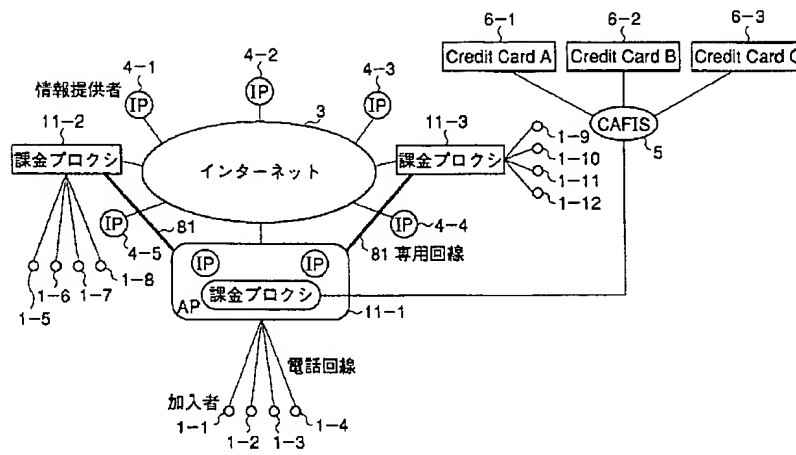 6-1
6-2
6-3
Credit Card A
Credit Card B
Credit Card C
4-1
4-2
4-3
情報提供者
IP
IP
IP
11-2
3
11-3
CAFIS
5
課金プロクシ
インターネット
課金プロクシ
1-9
1-10
1-11
1-12
IP
4-5
81
IP
4-4
81 専用回線
1-8
1-7
1-6
1-5
IP
IP
課金プロクシ
AP
11-1
電話回線
加入者
1-1
1-2
1-3
1-4